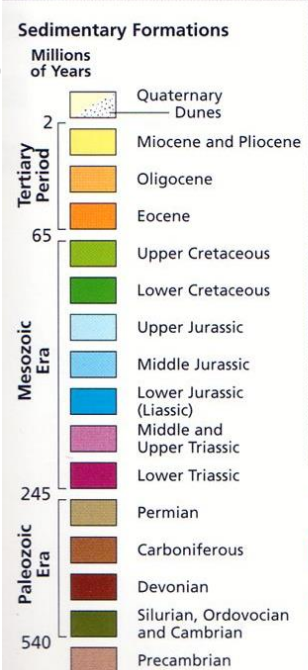 Sedimentary Formations
Millions
of Years
Quaternary
Dunes
2
Tertiary
Period
Miocene and Pliocene
Oligocene
Eocene
65
Mesozoic
Era
Upper Cretaceous
Lower Cretaceous
Upper Jurassic
Middle Jurassic
Lower Jurassic
(Liassic)
Middle and
Upper Triassic
Lower Triassic
245
Paleozoic
Era
Permian
Carboniferous
Devonian
Silurian, Ordovocian
and Cambrian
540
Precambrian